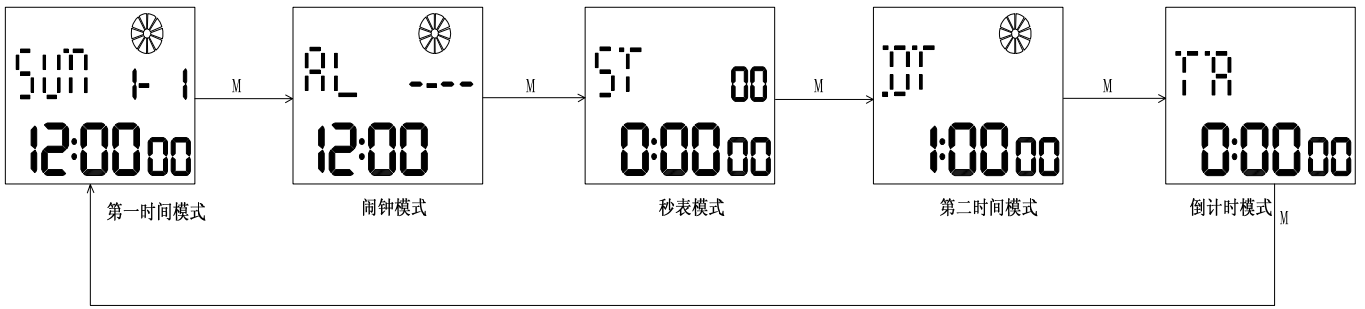 SUN 1- 1
12:00 00
第一时间模式
M
AL ----
12:00
闹钟模式
M
ST 00
0:00 00
秒表模式
M
DT
1:00 00
第二时间模式
M
TR
0:00 00
倒计时模式
M